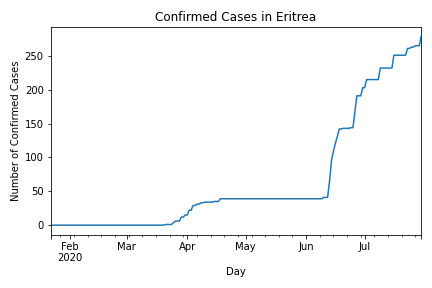 Confirmed Cases in Eritrea
Number of Confirmed Cases
250
200
150
100
50
0
Feb
2020
Mar
Apr
May
Jun
Jul
Day